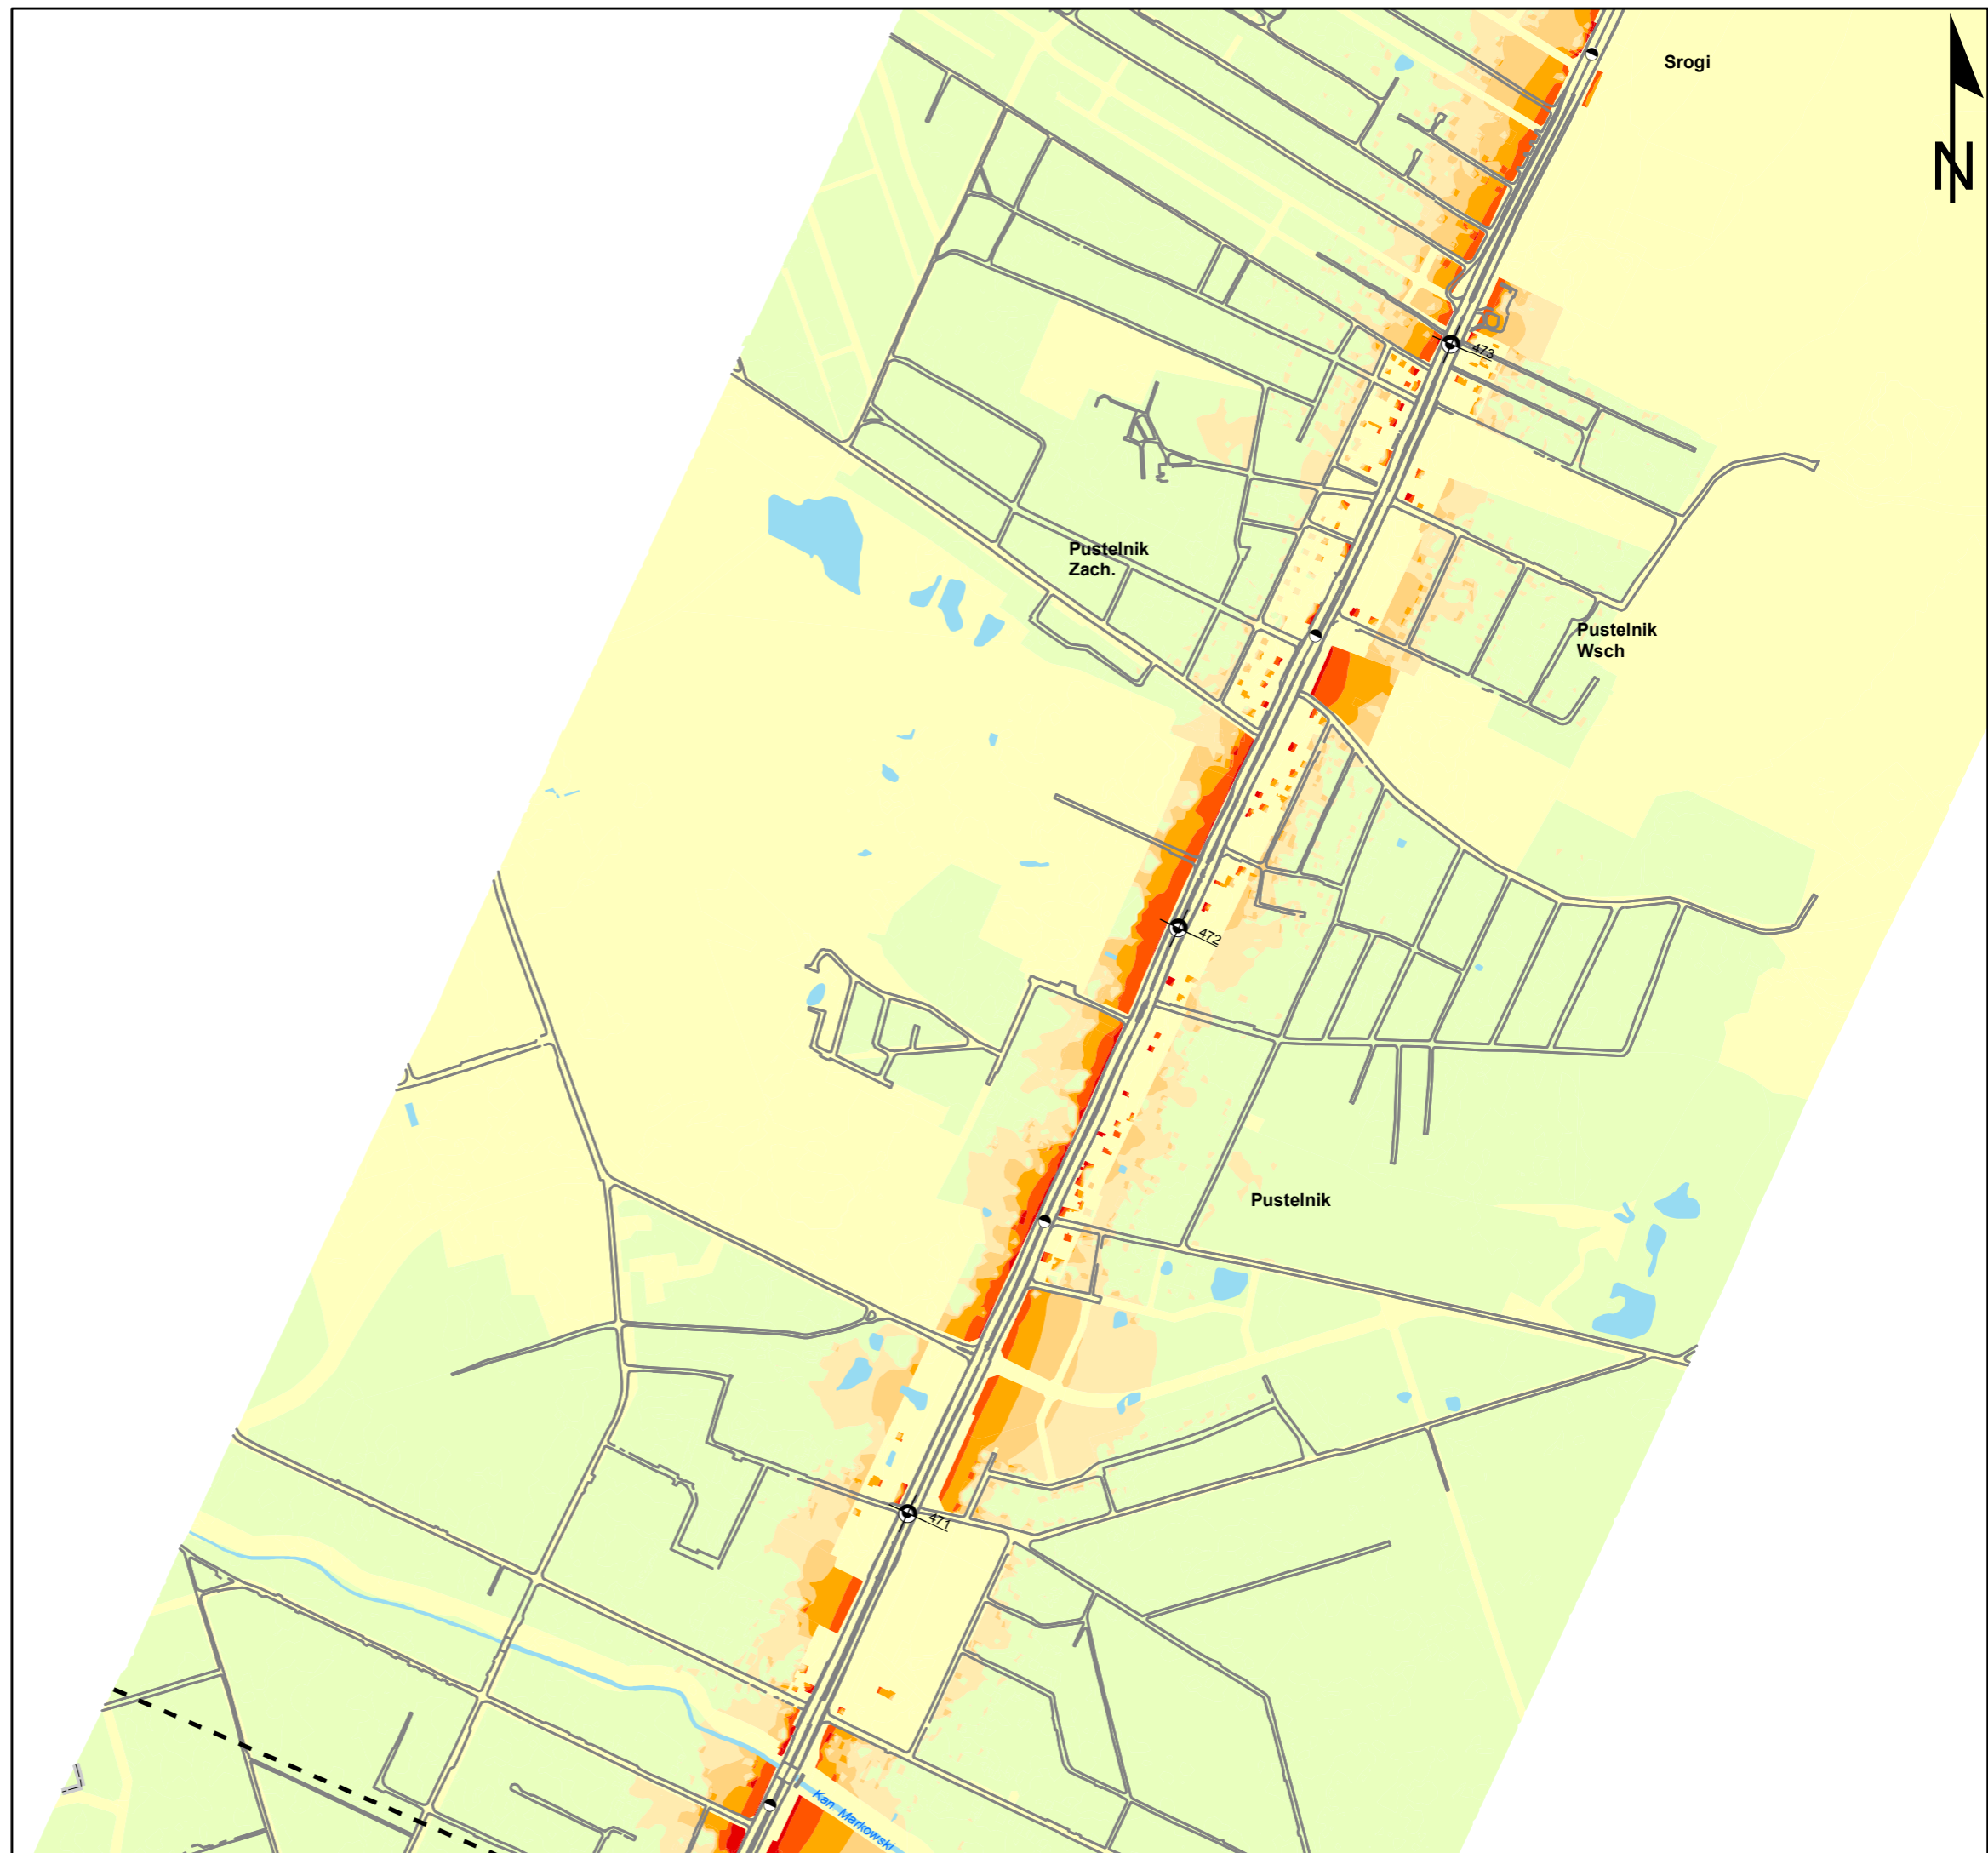 Srogi
N
473
Pustelnik
Zach.
Pustelnik
Wsch
472
Pustelnik
471
Kan. Markowski